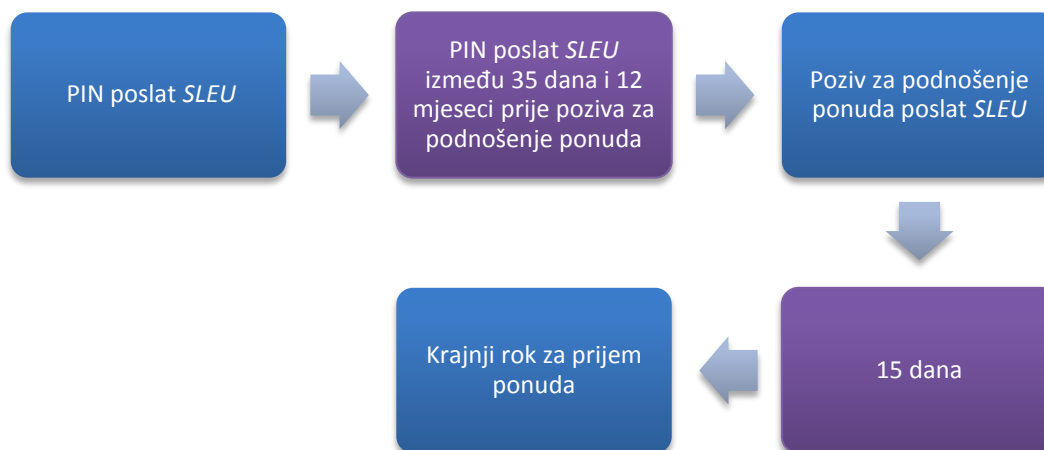 PIN poslat SLEU
PIN poslat SLEU
između 35 dana i 12
mjeseci prije poziva za
podnošenje ponuda
Poziv za podnošenje
ponuda poslat SLEU
15 dana
Krajnji rok za prijem
ponuda